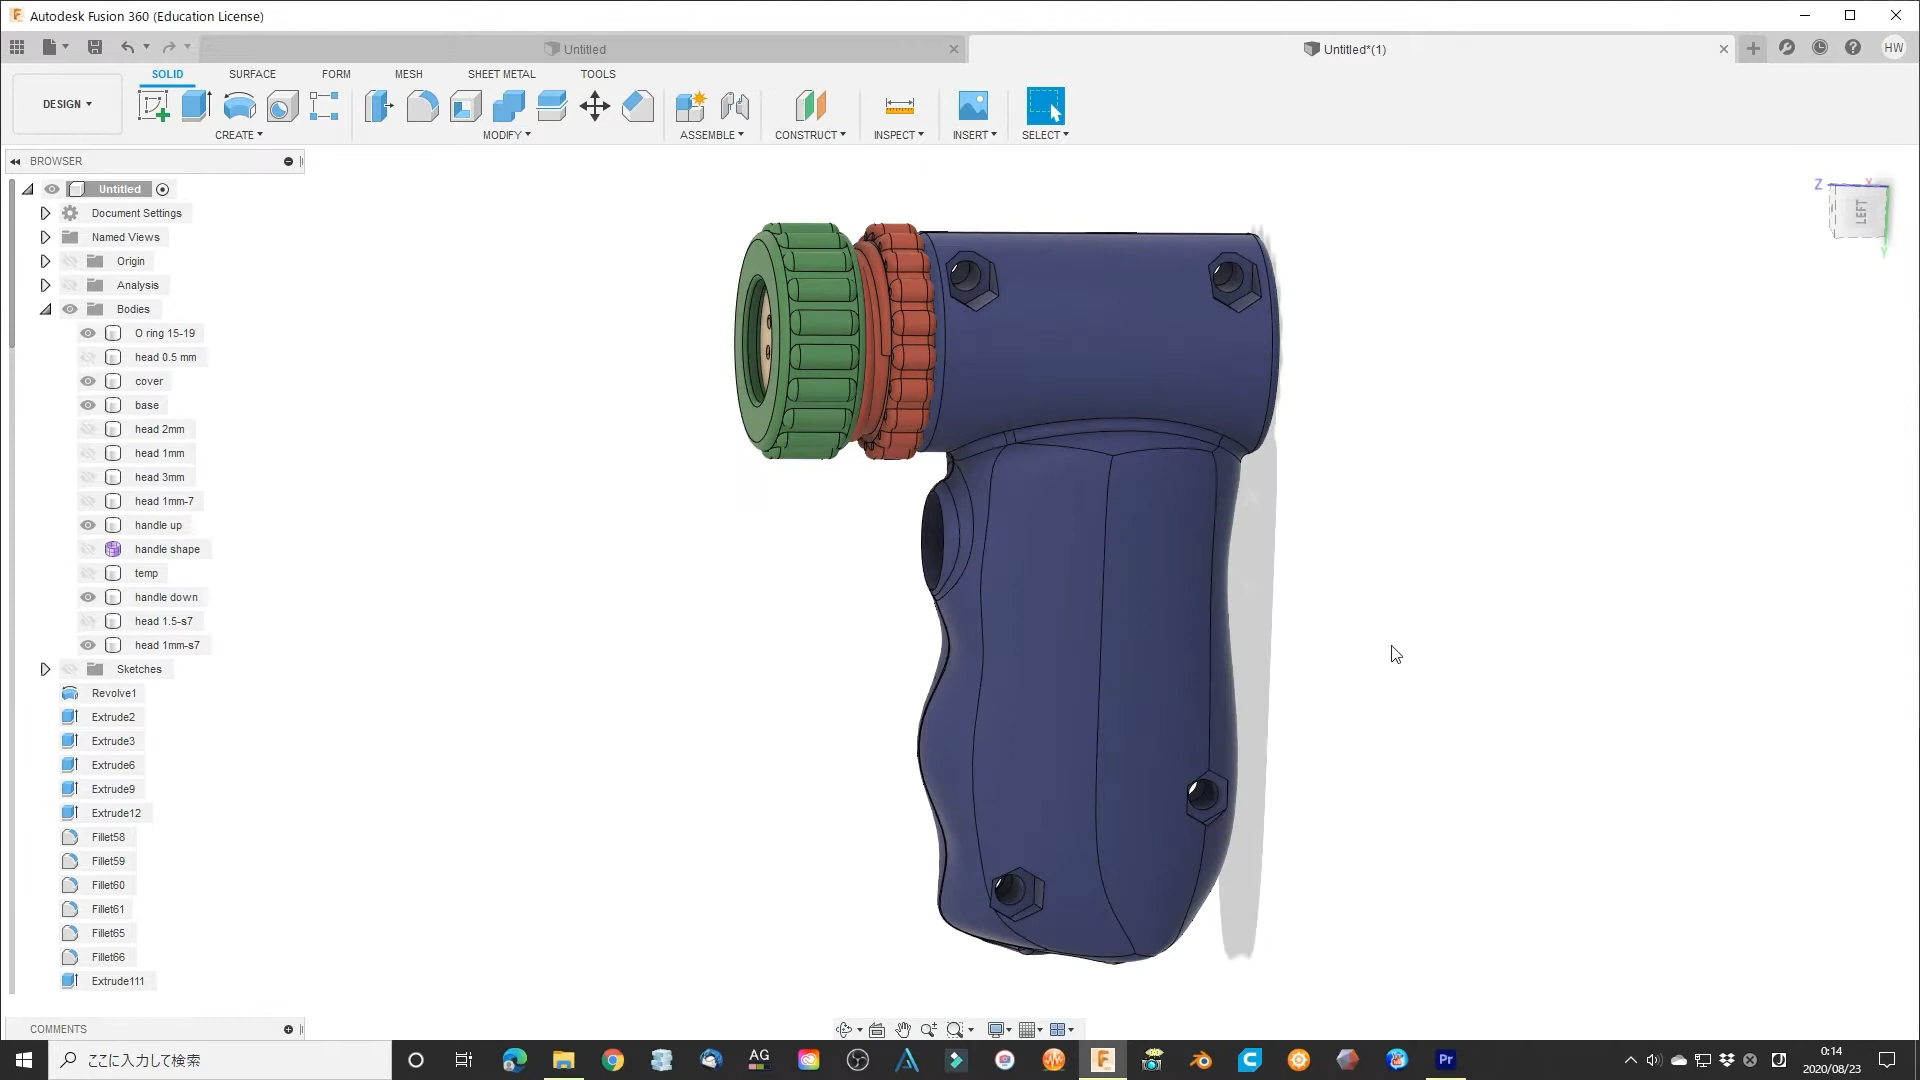 Autodesk Fusion 360 (Education License)
Untitled
Untitled*(1)
HW
DESIGN
SOLID
SURFACE
FORM
MESH
SHEET METAL
TOOLS
CREATE
MODIFY
ASSEMBLE
CONSTRUCT
INSPECT
INSERT
SELECT
BROWSER
Untitled
Document Settings
Named Views
Origin
Analysis
Bodies
O ring 15-19
head 0.5 mm
cover
base
head 2mm
head 1mm
head 3mm
head 1mm-7
handle up
handle shape
temp
handle down
head 1.5-s7
head 1mm-s7
Sketches
Revolve1
Extrude2
Extrude3
Extrude6
Extrude9
Extrude12
Fillet58
Fillet59
Fillet60
Fillet61
Fillet65
Fillet66
Extrude111
Z
X
LEFT
Y
COMMENTS
ここに入力して検索
AG
Pr
0:14
2020/08/23